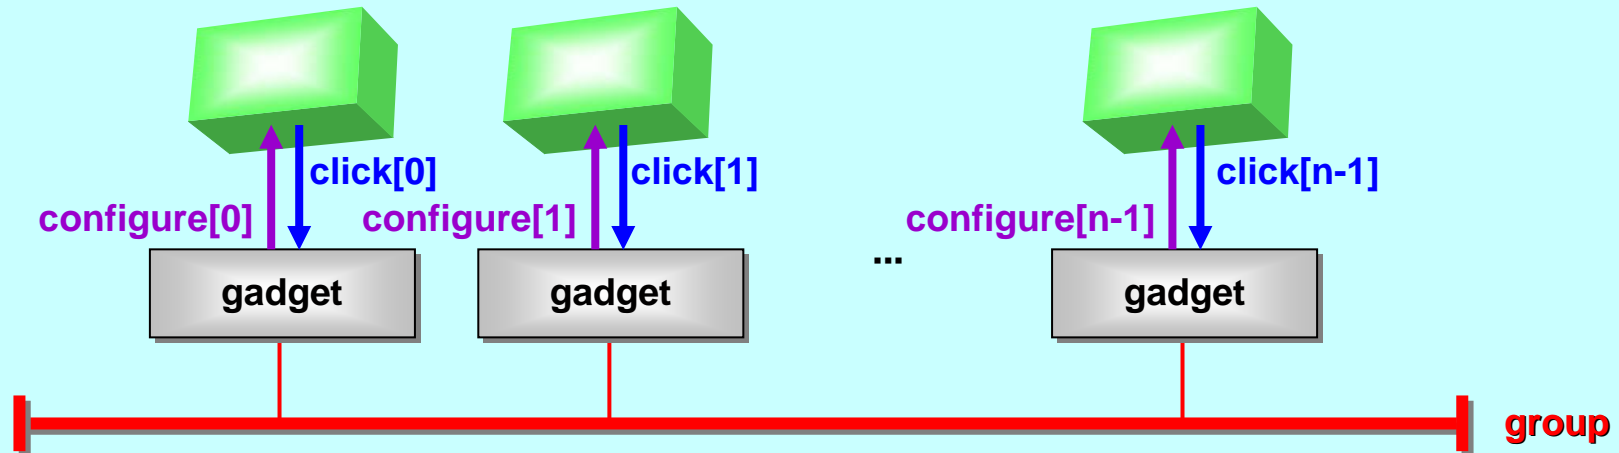 click[0] click[1] click[n-1]
configure[0] configure[1] configure[n-1]
...
gadget gadget gadget
group